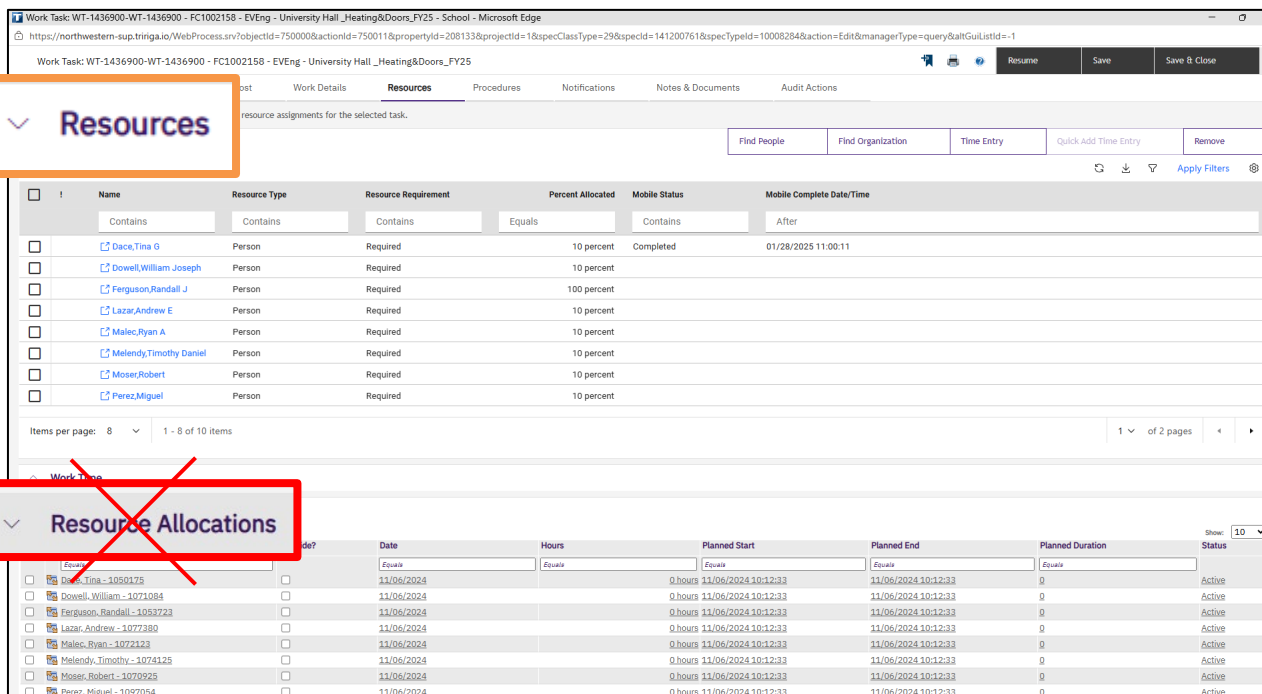 Work Task: WT-1436900-WT-1436900 - FC1002158 - EVEng - University Hall _Heating&Doors_FY25 - School - Microsoft Edge
https://northwestern-sup.tririga.io/WebProcess.srv?objectId=750000&actionId=750011&propertyId=208133&projectId=1&specClassType=29&specId=141200761&specTypeId=10008284&action=Edit&managerType=query&altGuiListId=-1
Work Task: WT-1436900-WT-1436900 - FC1002158 - EVEng - University Hall _Heating&Doors_FY25 Resume Save Save & Close
ost Work Details Resources Procedures Notifications Notes & Documents Audit Actions
Resources
resource assignments for the selected task.
Find People Find Organization Time Entry Quick Add Time Entry Remove
Apply Filters
! Name Resource Type Resource Requirement Percent Allocated Mobile Status Mobile Complete Date/Time
Contains Contains Contains Equals Contains After
Dace,Tina G Person Required 10 percent Completed 01/28/2025 11:00:11
Dowell,William Joseph Person Required 10 percent
Ferguson,Randall J Person Required 100 percent
Lazar,Andrew E Person Required 10 percent
Malec,Ryan A Person Required 10 percent
Melendy,Timothy Daniel Person Required 10 percent
Moser,Robert Person Required 10 percent
Perez,Miguel Person Required 10 percent
Items per page: 8 1 - 8 of 10 items 1 of 2 pages
Work Time
Resource Allocations
Show: 10
de? Date Hours Planned Start Planned End Planned Duration Status
Equals Equals Equals Equals Equals Equals
Dace, Tina - 1050175 11/06/2024 0 hours 11/06/2024 10:12:33 11/06/2024 10:12:33 0 Active
Dowell, William - 1071084 11/06/2024 0 hours 11/06/2024 10:12:33 11/06/2024 10:12:33 0 Active
Ferguson, Randall - 1053723 11/06/2024 0 hours 11/06/2024 10:12:33 11/06/2024 10:12:33 0 Active
Lazar, Andrew - 1077380 11/06/2024 0 hours 11/06/2024 10:12:33 11/06/2024 10:12:33 0 Active
Malec, Ryan - 1072123 11/06/2024 0 hours 11/06/2024 10:12:33 11/06/2024 10:12:33 0 Active
Melendy, Timothy - 1074125 11/06/2024 0 hours 11/06/2024 10:12:33 11/06/2024 10:12:33 0 Active
Moser, Robert - 1070925 11/06/2024 0 hours 11/06/2024 10:12:33 11/06/2024 10:12:33 0 Active
Perez, Miguel - 1097054 11/06/2024 0 hours 11/06/2024 10:12:33 11/06/2024 10:12:33 0 Active